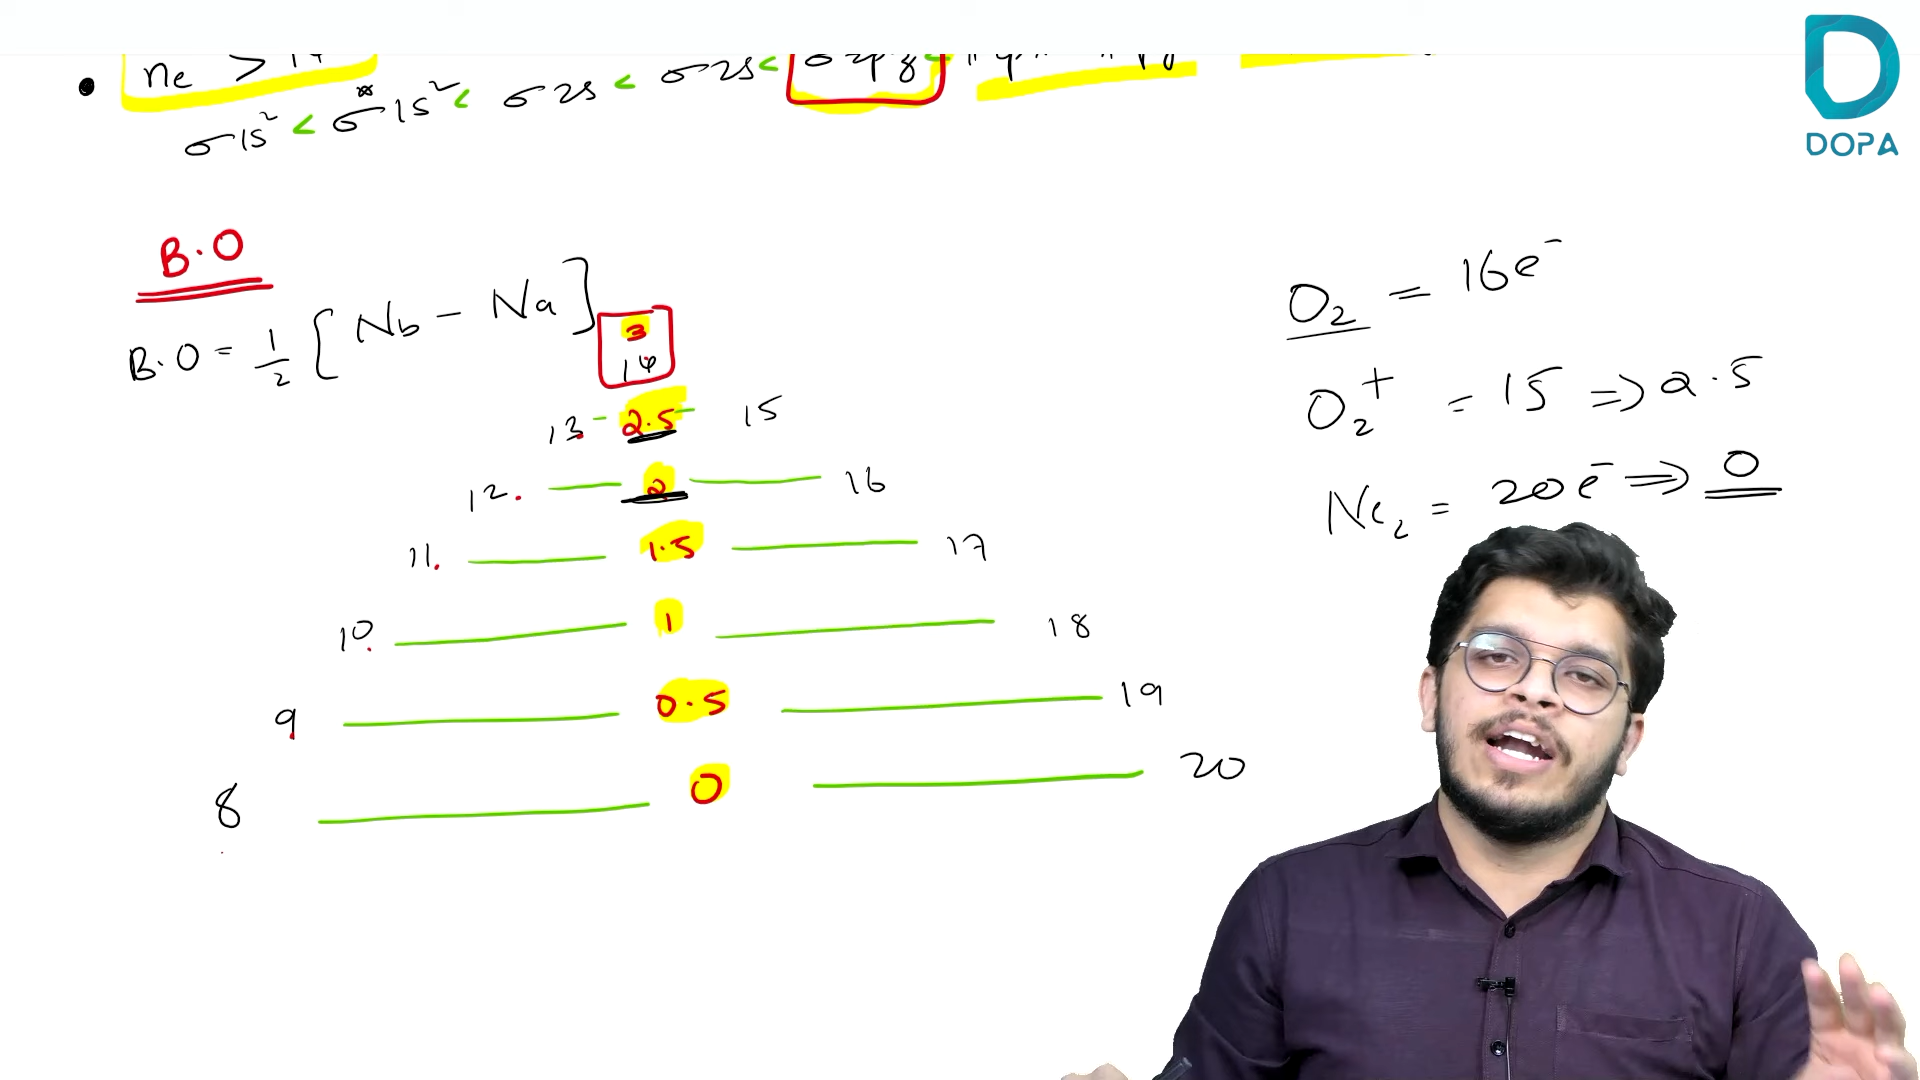 ne >
σ1s² < σ*1s² < σ2s < σ2s <
DOPA
B.O
B.O = 1/2 [Nb - Na]
3
14
13 2.5 15
12. 2 16
11. 1.5 17
10. 1 18
9 0.5 19
8 0 20
O₂ = 16e⁻
O₂⁺ = 15 ⇒ 2.5
Ne₂ = 20e⁻ ⇒ 0